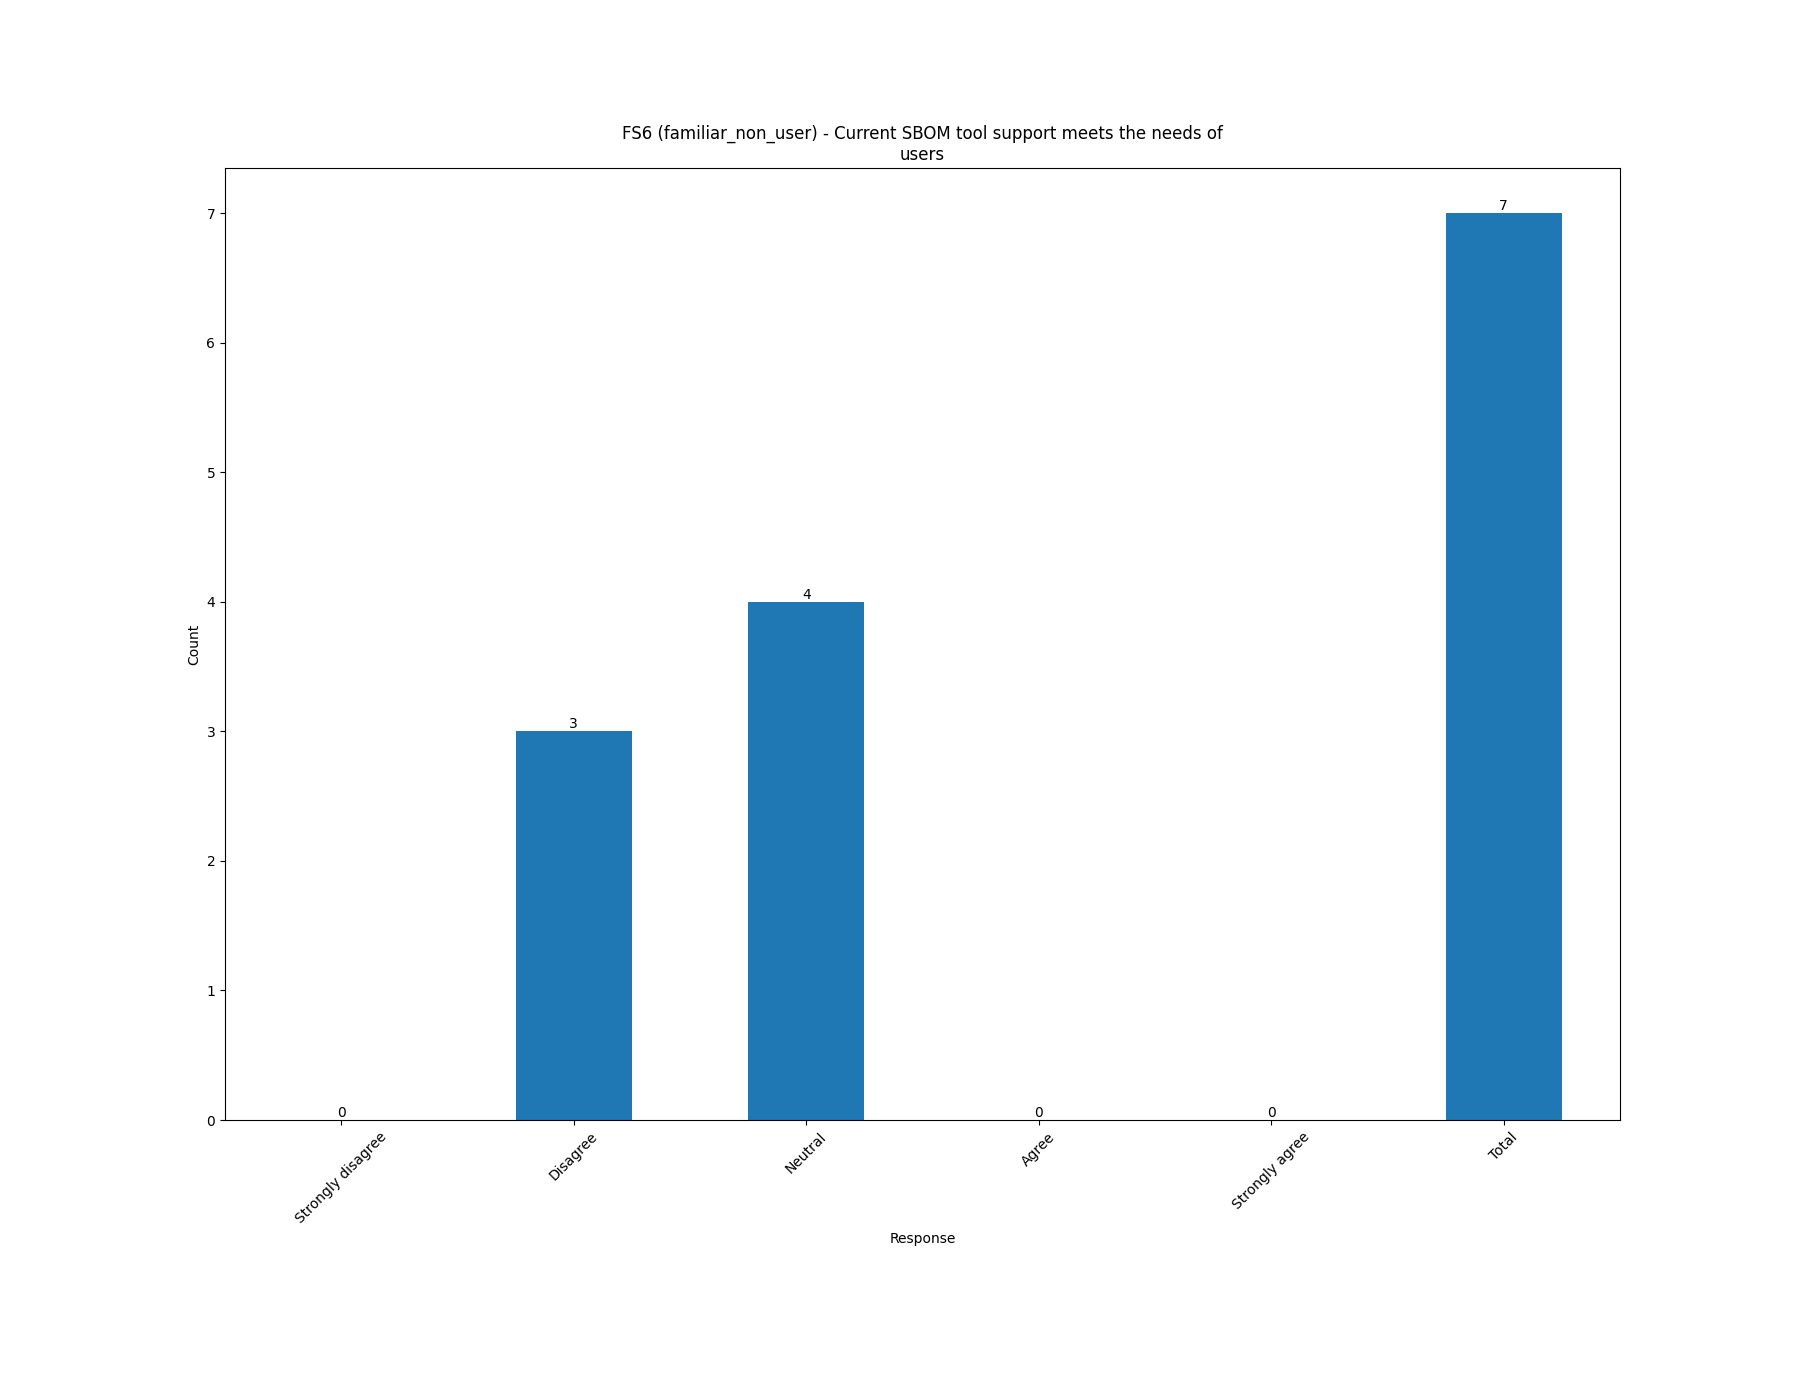 FS6 (familiar_non_user) - Current SBOM tool support meets the needs of
users
7
6
5
4
3
2
1
0
Count
0
3
4
0
0
7
Strongly disagree
Disagree
Neutral
Agree
Strongly agree
Total
Response